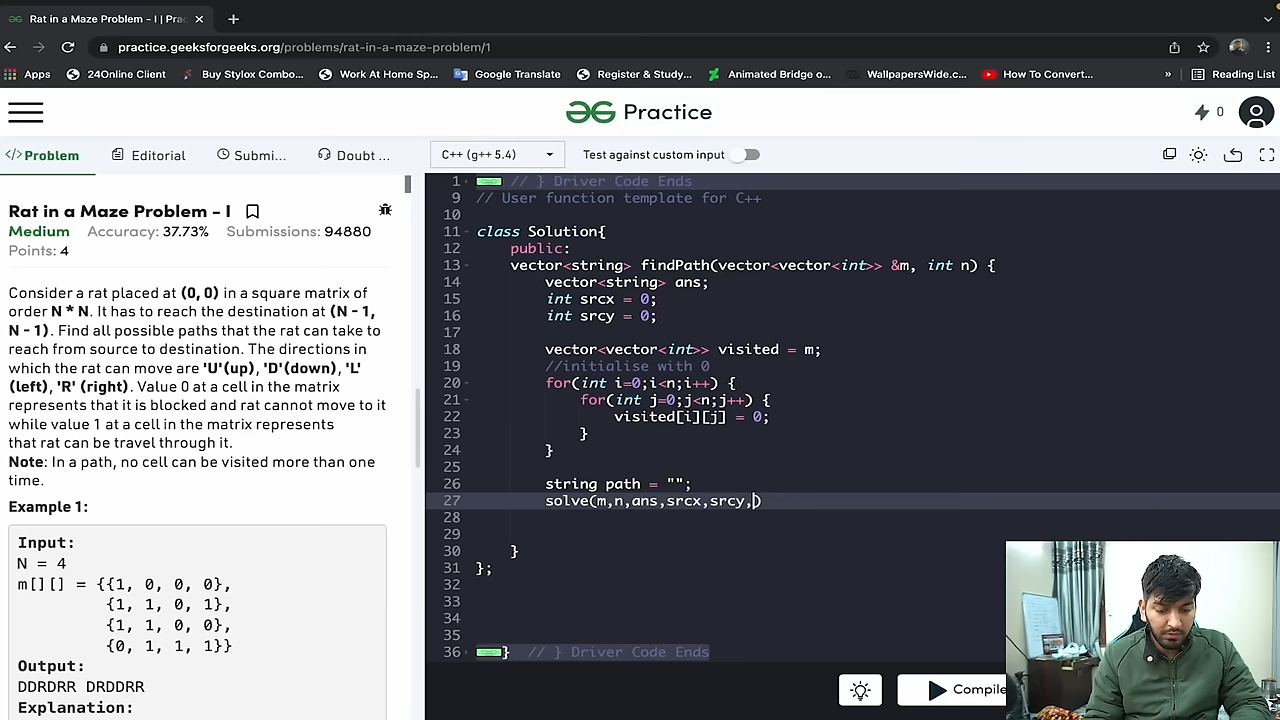 Rat in a Maze Problem - I | Prac
practice.geeksforgeeks.org/problems/rat-in-a-maze-problem/1
Apps 24Online Client Buy Stylox Combo... Work At Home Sp... Google Translate Register & Study... Animated Bridge o... WallpapersWide.c... How To Convert... » Reading List
Practice
0
</>Problem Editorial Submi... Doubt ...
C++ (g++ 5.4) Test against custom input
Rat in a Maze Problem - I
Medium Accuracy: 37.73% Submissions: 94880
Points: 4
Consider a rat placed at (0, 0) in a square matrix of
order N * N. It has to reach the destination at (N - 1,
N - 1). Find all possible paths that the rat can take to
reach from source to destination. The directions in
which the rat can move are 'U'(up), 'D'(down), 'L'
(left), 'R' (right). Value 0 at a cell in the matrix
represents that it is blocked and rat cannot move to it
while value 1 at a cell in the matrix represents
that rat can be travel through it.
Note: In a path, no cell can be visited more than one
time.
Example 1:
Input:
N = 4
m[][] = {{1, 0, 0, 0},
{1, 1, 0, 1},
{1, 1, 0, 0},
{0, 1, 1, 1}}
Output:
DDRDRR DRDDRR
Explanation:
1 // } Driver Code Ends
9 // User function template for C++
10
11 class Solution{
12 public:
13 vector<string> findPath(vector<vector<int>> &m, int n) {
14 vector<string> ans;
15 int srcx = 0;
16 int srcy = 0;
17
18 vector<vector<int>> visited = m;
19 //initialise with 0
20 for(int i=0;i<n;i++) {
21 for(int j=0;j<n;j++) {
22 visited[i][j] = 0;
23 }
24 }
25
26 string path = "";
27 solve(m,n,ans,srcx,srcy,)
28
29
30 }
31 };
32
33
34
35
36 } // } Driver Code Ends
Compile